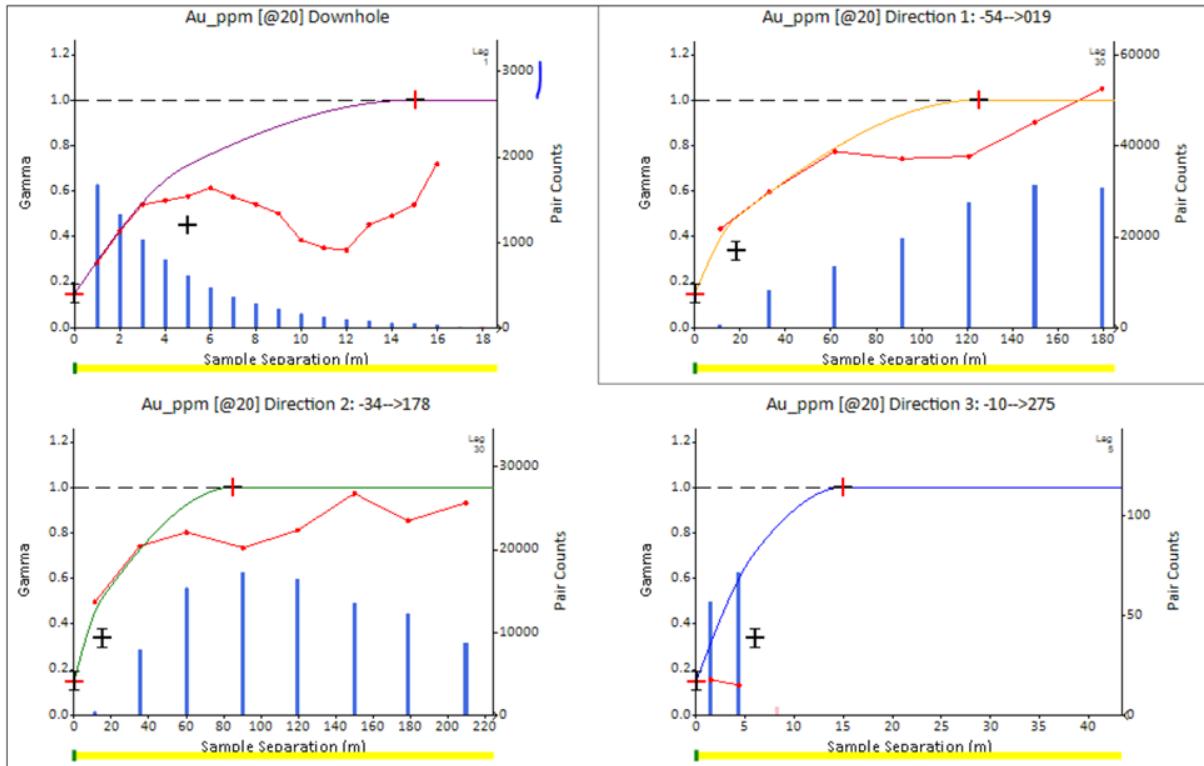 Au_ppm [@20] Downhole
Lag
1
1.2
1.0
0.8
0.6
0.4
0.2
0.0
Gamma
3000
2000
1000
0
Pair Counts
0 2 4 6 8 10 12 14 16 18
Sample Separation (m)
Au_ppm [@20] Direction 1: -54-->019
Lag
30
1.2
1.0
0.8
0.6
0.4
0.2
0.0
Gamma
60000
40000
20000
0
Pair Counts
0 20 40 60 80 100 120 140 160 180
Sample Separation (m)
Au_ppm [@20] Direction 2: -34-->178
Lag
30
1.2
1.0
0.8
0.6
0.4
0.2
0.0
Gamma
30000
20000
10000
0
Pair Counts
0 20 40 60 80 100 120 140 160 180 200 220
Sample Separation (m)
Au_ppm [@20] Direction 3: -10-->275
Lag
5
1.2
1.0
0.8
0.6
0.4
0.2
0.0
Gamma
100
50
0
Pair Counts
0 5 10 15 20 25 30 35 40
Sample Separation (m)